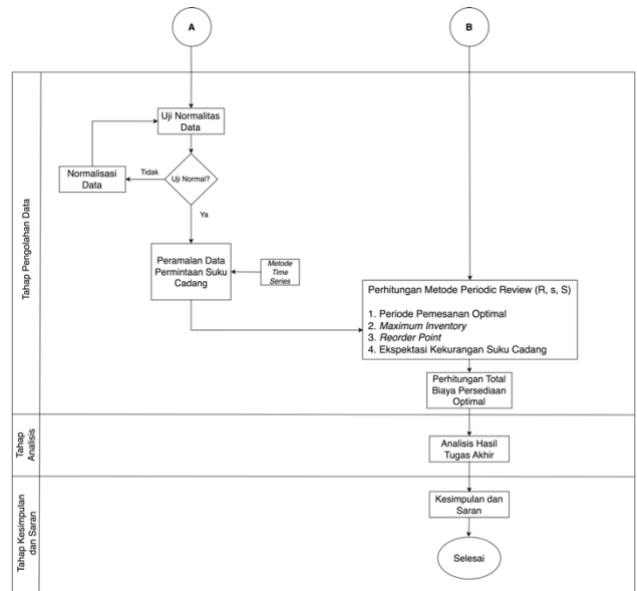 A
B
Tahap Pengolahan Data
Uji Normalitas
Data
Normalisasi
Data
Tidak
Uji Normal?
Ya
Peramalan Data
Permintaan Suku
Cadang
Metode
Time
Series
Perhitungan Metode Periodic Review (R, s, S)
1. Periode Pemesanan Optimal
2. Maximum Inventory
3. Reorder Point
4. Ekspektasi Kekurangan Suku Cadang
Perhitungan Total
Biaya Persediaan
Optimal
Tahap
Analisis
Analisis Hasil
Tugas Akhir
Tahap Kesimpulan
dan Saran
Kesimpulan dan
Saran
Selesai